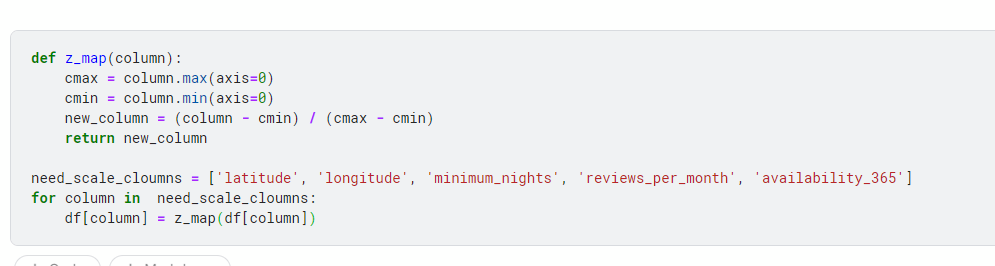 def z_map(column):
    cmax = column.max(axis=0)
    cmin = column.min(axis=0)
    new_column = (column - cmin) / (cmax - cmin)
    return new_column

need_scale_cloumns = ['latitude', 'longitude', 'minimum_nights', 'reviews_per_month', 'availability_365']
for column in  need_scale_cloumns:
    df[column] = z_map(df[column])